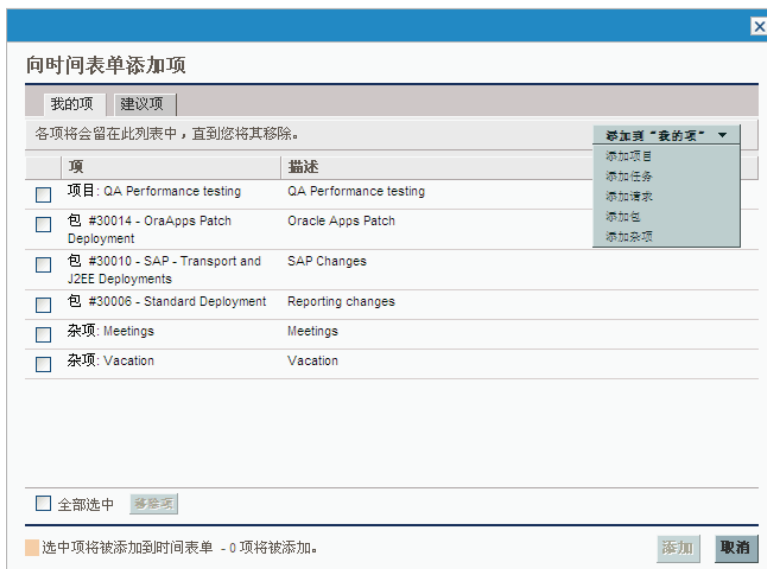 向时间表单添加项
我的项 建议项
各项将会留在此列表中，直到您将其移除。
添加到“我的项”
添加项目
添加任务
添加请求
添加包
添加杂项
项 描述
项目: QA Performance testing QA Performance testing
包 #30014 - OraApps Patch Oracle Apps Patch
Deployment
包 #30010 - SAP - Transport and SAP Changes
J2EE Deployments
包 #30006 - Standard Deployment Reporting changes
杂项: Meetings Meetings
杂项: Vacation Vacation
全部选中 移除项
选中项将被添加到时间表单 - 0 项将被添加。
添加 取消